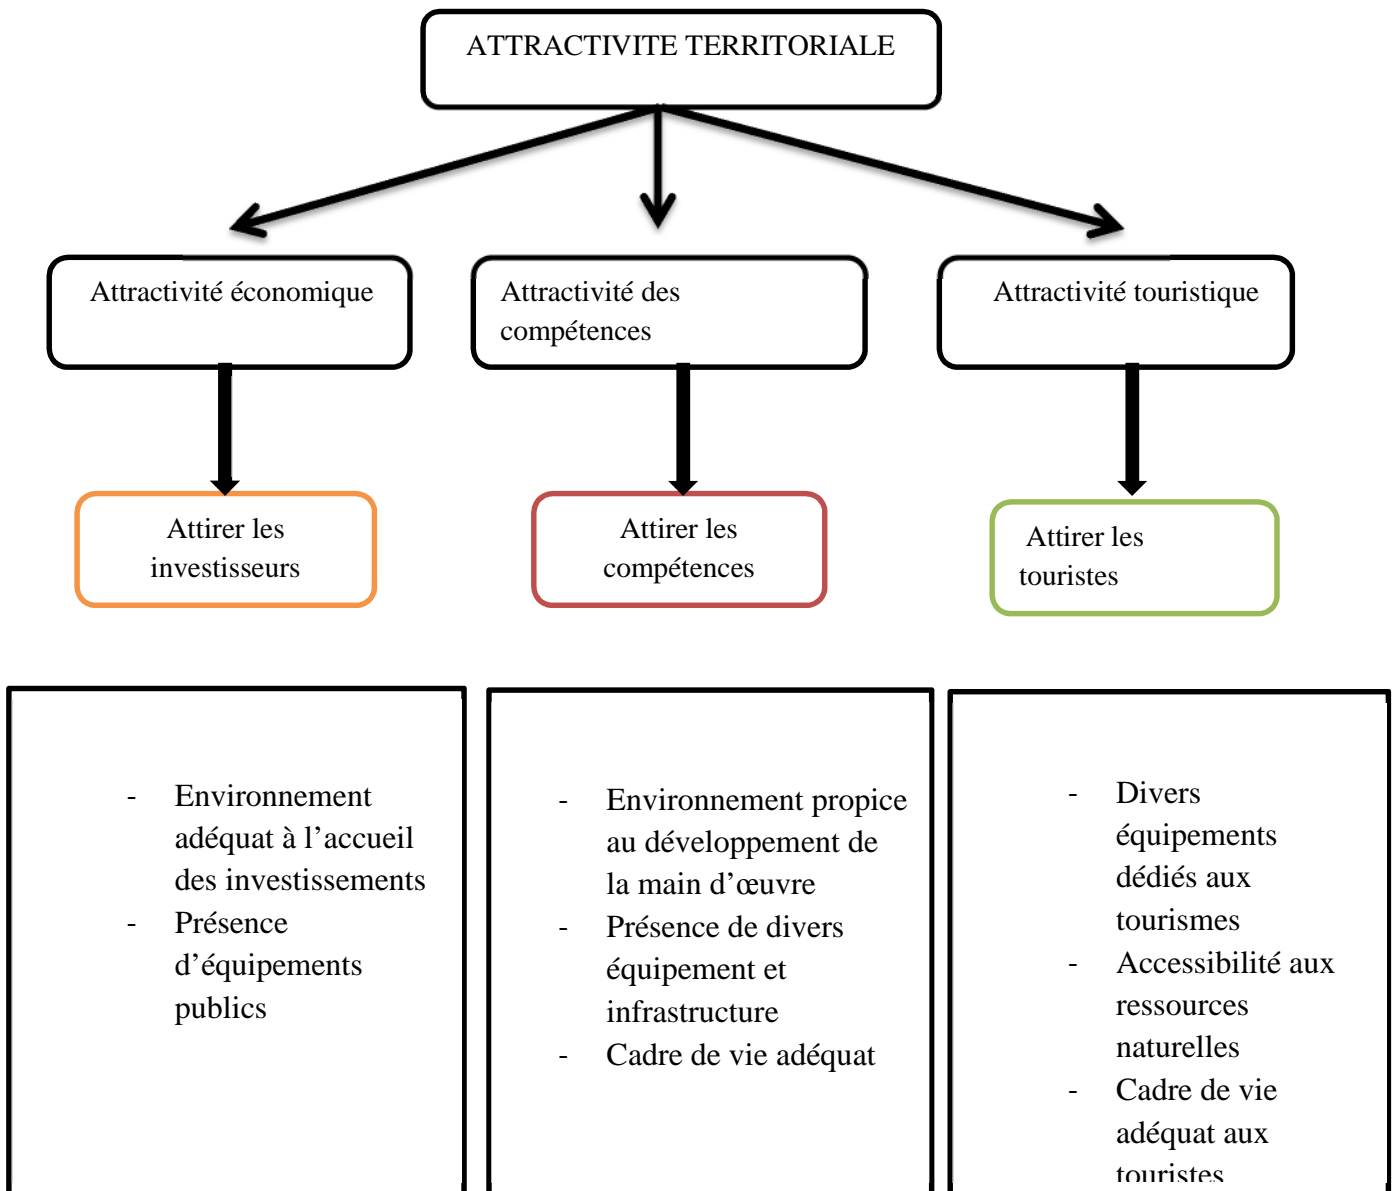 ATTRACTIVITE TERRITORIALE
Attractivité économique
Attractivité des
compétences
Attractivité touristique
Attirer les
investisseurs
Attirer les
compétences
Attirer les
touristes
- Environnement
adéquat à l’accueil
des investissements
- Présence
d’équipements
publics
- Environnement propice
au développement de
la main d’œuvre
- Présence de divers
équipement et
infrastructure
- Cadre de vie adéquat
- Divers
équipements
dédiés aux
tourismes
- Accessibilité aux
ressources
naturelles
- Cadre de vie
adéquat aux
touristes